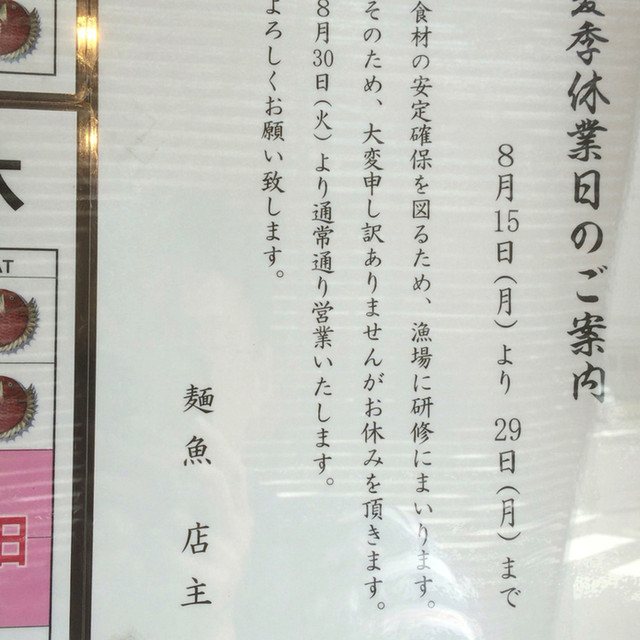 夏季休業日のご案内
8月15日(月)より 29日(月)まで
食材の安定確保を図るため、漁場に研修にまいります。
そのため、大変申し訳ありませんがお休みを頂きます。
8月30日(火)より通常通り営業いたします。
よろしくお願い致します。
麺魚 店主
AT